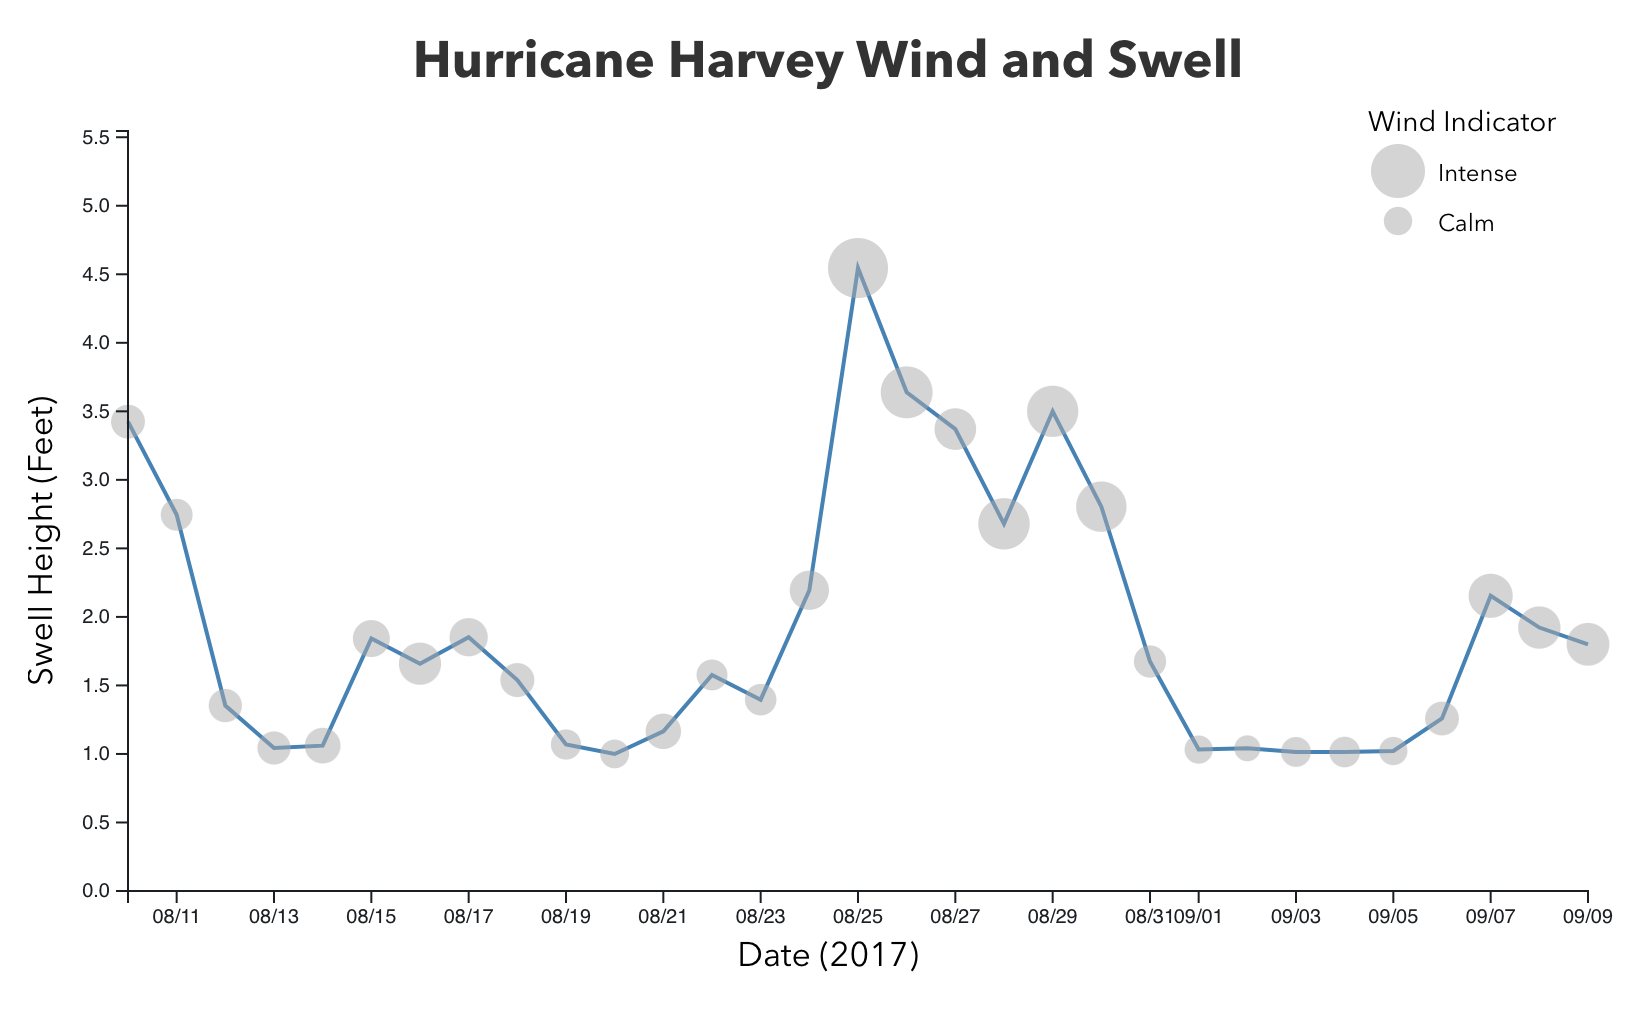 Hurricane Harvey Wind and Swell
Wind Indicator
Intense
Calm
Swell Height (Feet)
5.5
5.0
4.5
4.0
3.5
3.0
2.5
2.0
1.5
1.0
0.5
0.0
08/11 08/13 08/15 08/17 08/19 08/21 08/23 08/25 08/27 08/29 08/31 09/01 09/03 09/05 09/07 09/09
Date (2017)